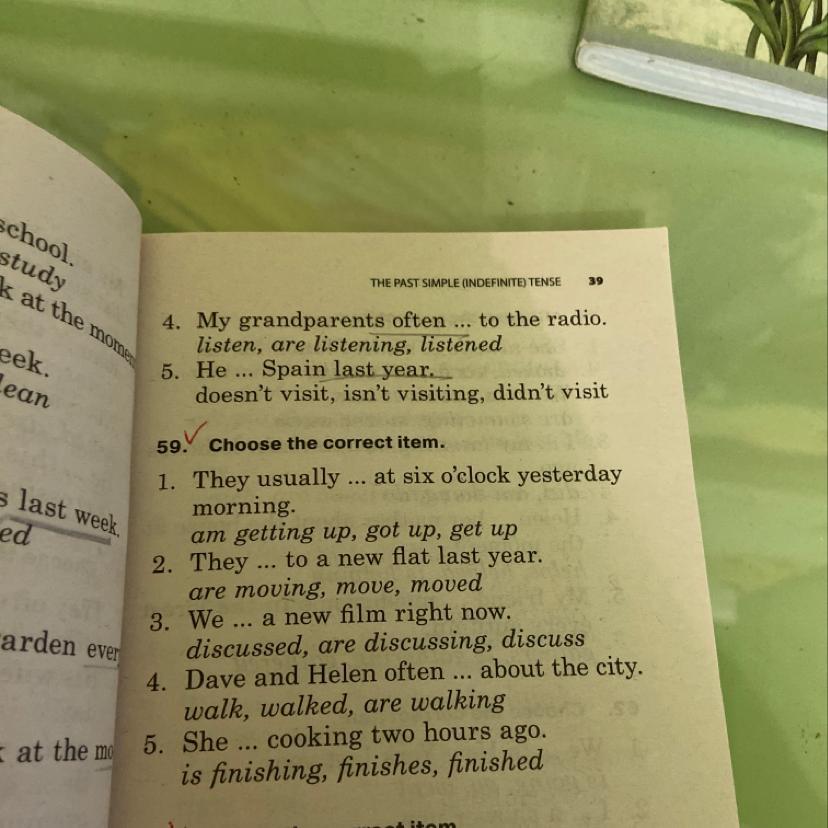 school.
study
k at the momen
eek.
lean
s last week.
ed
arden ever
at the mo
THE PAST SIMPLE (INDEFINITE) TENSE 39
4. My grandparents often ... to the radio.
listen, are listening, listened
5. He ... Spain last year.
doesn't visit, isn't visiting, didn't visit
59. Choose the correct item.
1. They usually ... at six o'clock yesterday
morning.
am getting up, got up, get up
2. They ... to a new flat last year.
are moving, move, moved
3. We ... a new film right now.
discussed, are discussing, discuss
4. Dave and Helen often ... about the city.
walk, walked, are walking
5. She ... cooking two hours ago.
is finishing, finishes, finished